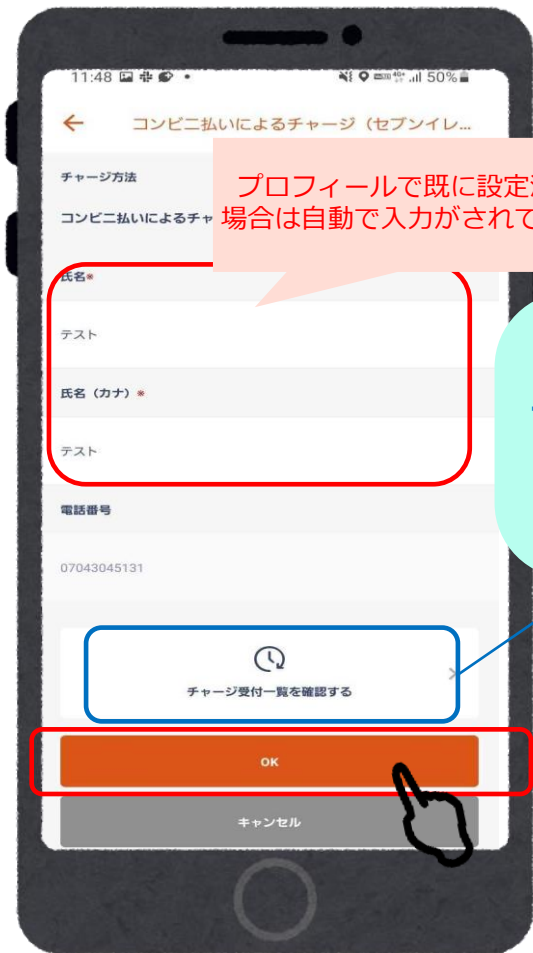 11:48
50%
コンビニ払いによるチャージ（セブンイレ...
チャージ方法
コンビニ払いによるチャ
プロフィールで既に設定
場合は自動で入力がされて
氏名※
テスト
氏名（カナ）※
テスト
電話番号
07043045131
チャージ受付一覧を確認する
OK
キャンセル